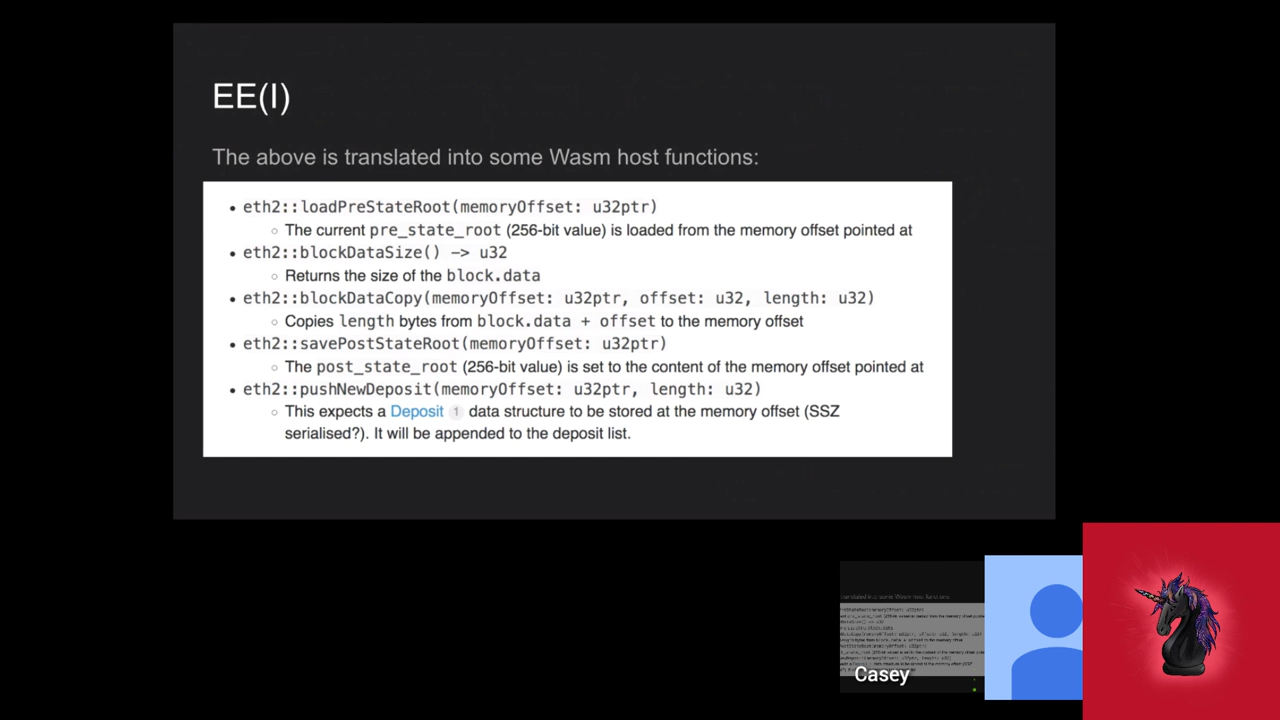 EE(I)
The above is translated into some Wasm host functions:
• eth2::loadPreStateRoot(memoryOffset: u32ptr)
◦ The current pre_state_root (256-bit value) is loaded from the memory offset pointed at
• eth2::blockDataSize() -> u32
◦ Returns the size of the block.data
• eth2::blockDataCopy(memoryOffset: u32ptr, offset: u32, length: u32)
◦ Copies length bytes from block.data + offset to the memory offset
• eth2::savePostStateRoot(memoryOffset: u32ptr)
◦ The post_state_root (256-bit value) is set to the content of the memory offset pointed at
• eth2::pushNewDeposit(memoryOffset: u32ptr, length: u32)
◦ This expects a Deposit 1 data structure to be stored at the memory offset (SSZ
serialised?). It will be appended to the deposit list.
Casey